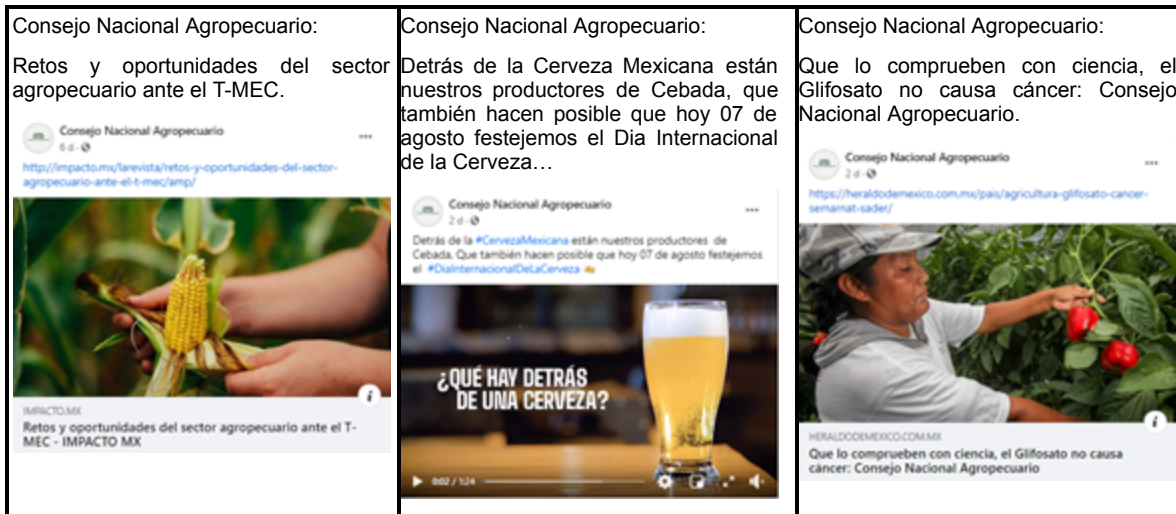 Consejo Nacional Agropecuario:
Retos y oportunidades del sector
agropecuario ante el T-MEC.
Consejo Nacional Agropecuario
6 d ·
http://impacto.mx/larevista/retos-y-oportunidades-del-sector-
agropecuario-ante-el-t-mec/amp/
IMPACTO.MX
Retos y oportunidades del sector agropecuario ante el T-
MEC - IMPACTO MX
Consejo Nacional Agropecuario:
Detrás de la Cerveza Mexicana están
nuestros productores de Cebada, que
también hacen posible que hoy 07 de
agosto festejemos el Dia Internacional
de la Cerveza…
Consejo Nacional Agropecuario
2 d ·
Detrás de la #CervezaMexicana están nuestros productores de
Cebada. Que también hacen posible que hoy 07 de agosto festejemos
el #DiaInternacionalDeLaCerveza
¿QUÉ HAY DETRÁS
DE UNA CERVEZA?
0:02 / 1:24
Consejo Nacional Agropecuario:
Que lo comprueben con ciencia, el
Glifosato no causa cáncer: Consejo
Nacional Agropecuario.
Consejo Nacional Agropecuario
2 d ·
https://heraldodemexico.com.mx/pais/agricultura-glifosato-cancer-
semarnat-sader/
HERALDODEMEXICO.COM.MX
Que lo comprueben con ciencia, el Glifosato no causa
cáncer: Consejo Nacional Agropecuario